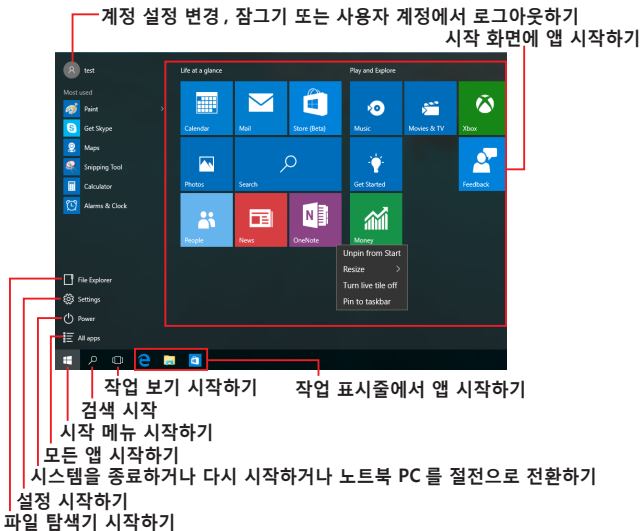 계정 설정 변경, 잠그기 또는 사용자 계정에서 로그아웃하기
시작 화면에 앱 시작하기
test
Life at a glance
Play and Explore
Most used
Paint
Get Skype
Maps
Snipping Tool
Calculator
Alarms & Clock
Calendar
Mail
Store (Beta)
Music
Movies & TV
Xbox
Photos
Search
Get Started
Feedback
People
News
OneNote
Money
Unpin from Start
Resize
Turn live tile off
Pin to taskbar
File Explorer
Settings
Power
All apps
작업 보기 시작하기
작업 표시줄에서 앱 시작하기
검색 시작
시작 메뉴 시작하기
모든 앱 시작하기
시스템을 종료하거나 다시 시작하거나 노트북 PC 를 절전으로 전환하기
설정 시작하기
파일 탐색기 시작하기